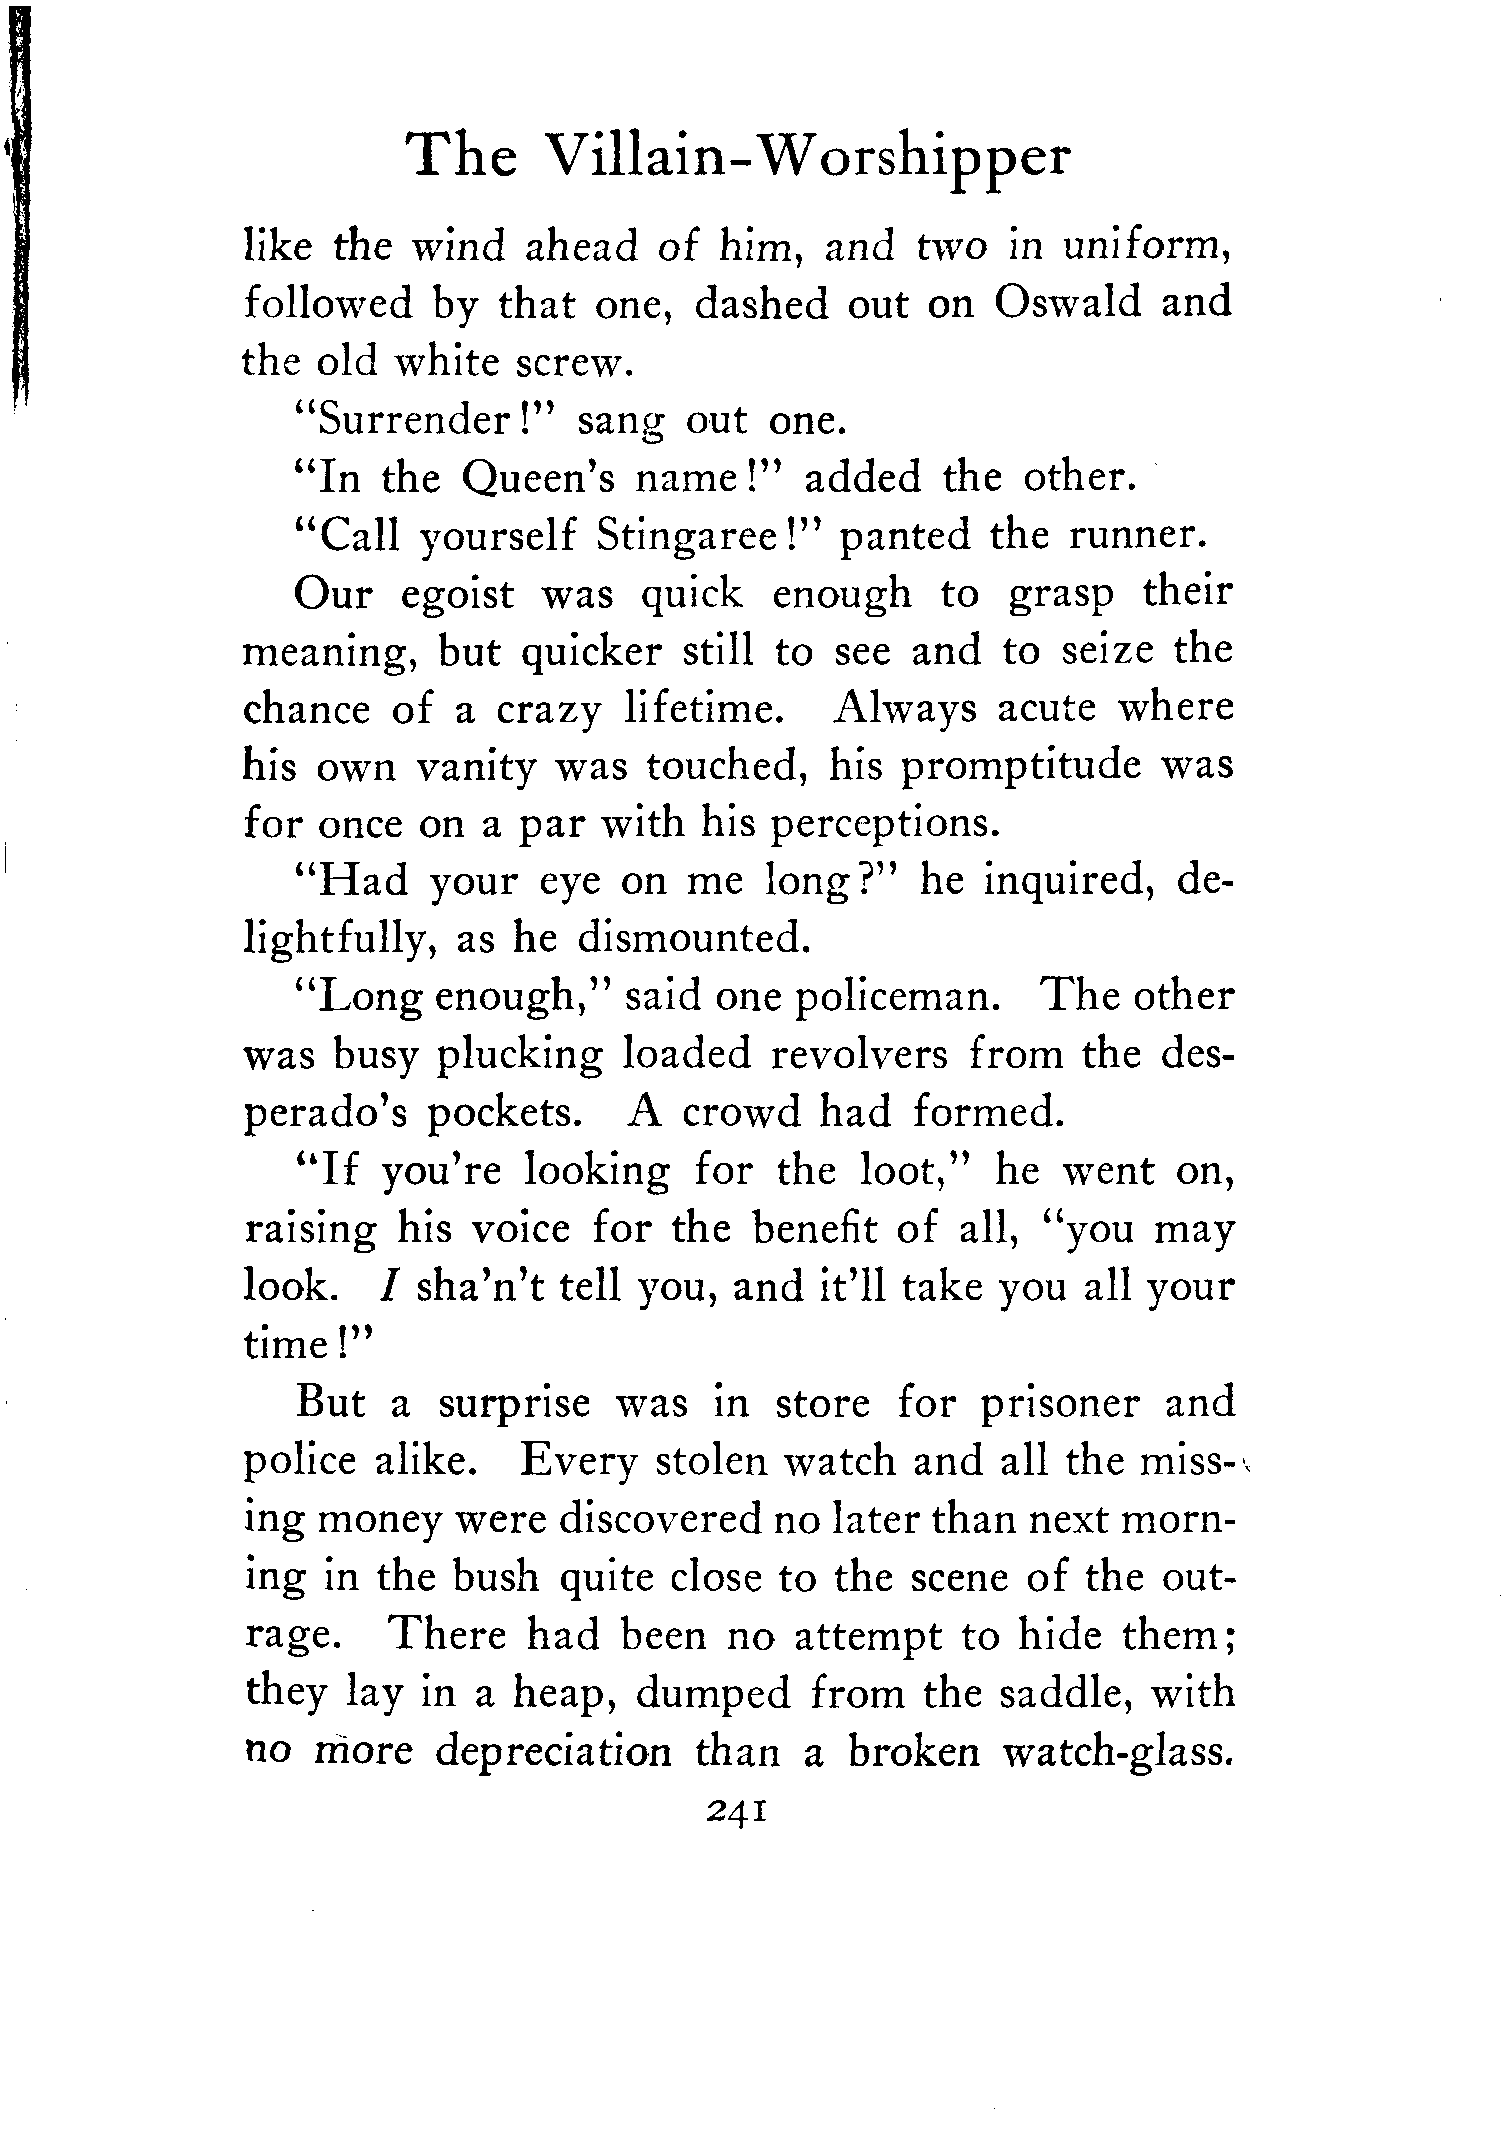 The Villain-Worshipper
like the wind ahead of him, and two in uniform,
followed by that one, dashed out on Oswald and
the old white screw.
"Surrender!" sang out one.
"In the Queen's name!" added the other.
"Call yourself Stingaree!" panted the runner.
Our egoist was quick enough to grasp their
meaning, but quicker still to see and to seize the
chance of a crazy lifetime. Always acute where
his own vanity was touched, his promptitude was
for once on a par with his perceptions.
"Had your eye on me long?" he inquired, de-
lightfully, as he dismounted.
"Long enough," said one policeman. The other
was busy plucking loaded revolvers from the des-
perado's pockets. A crowd had formed.
"If you're looking for the loot," he went on,
raising his voice for the benefit of all, "you may
look. I sha'n't tell you, and it'll take you all your
time!"
But a surprise was in store for prisoner and
police alike. Every stolen watch and all the miss-
ing money were discovered no later than next morn-
ing in the bush quite close to the scene of the out-
rage. There had been no attempt to hide them;
they lay in a heap, dumped from the saddle, with
no more depreciation than a broken watch-glass.
241